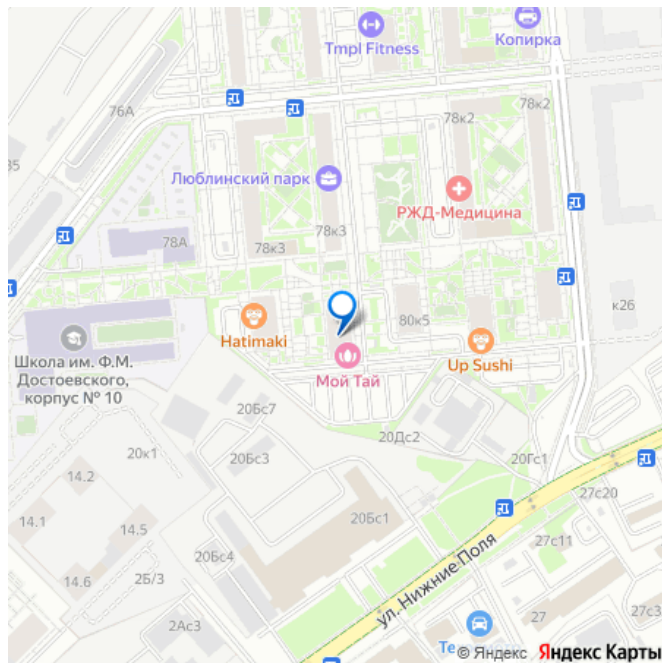 Tmpl Fitness
Копирка
76А
78к2
78к2
35
Люблинский парк
РЖД-Медицина
78А
78к3
78к3
к26
80к5
Hatimaki
Up Sushi
Мой Тай
Школа им. Ф.М.
Достоевского,
корпус № 10
20Бс7
20Дс2
20к1
20Бс3
20Гс1
14.2
27с20
14.1
14.5
20Бс1
27с11
20Бс4
ул. Нижние Поля
14.6
2Б/3
2Ас3
27
27с3
© Яндекс Яндекс Карты